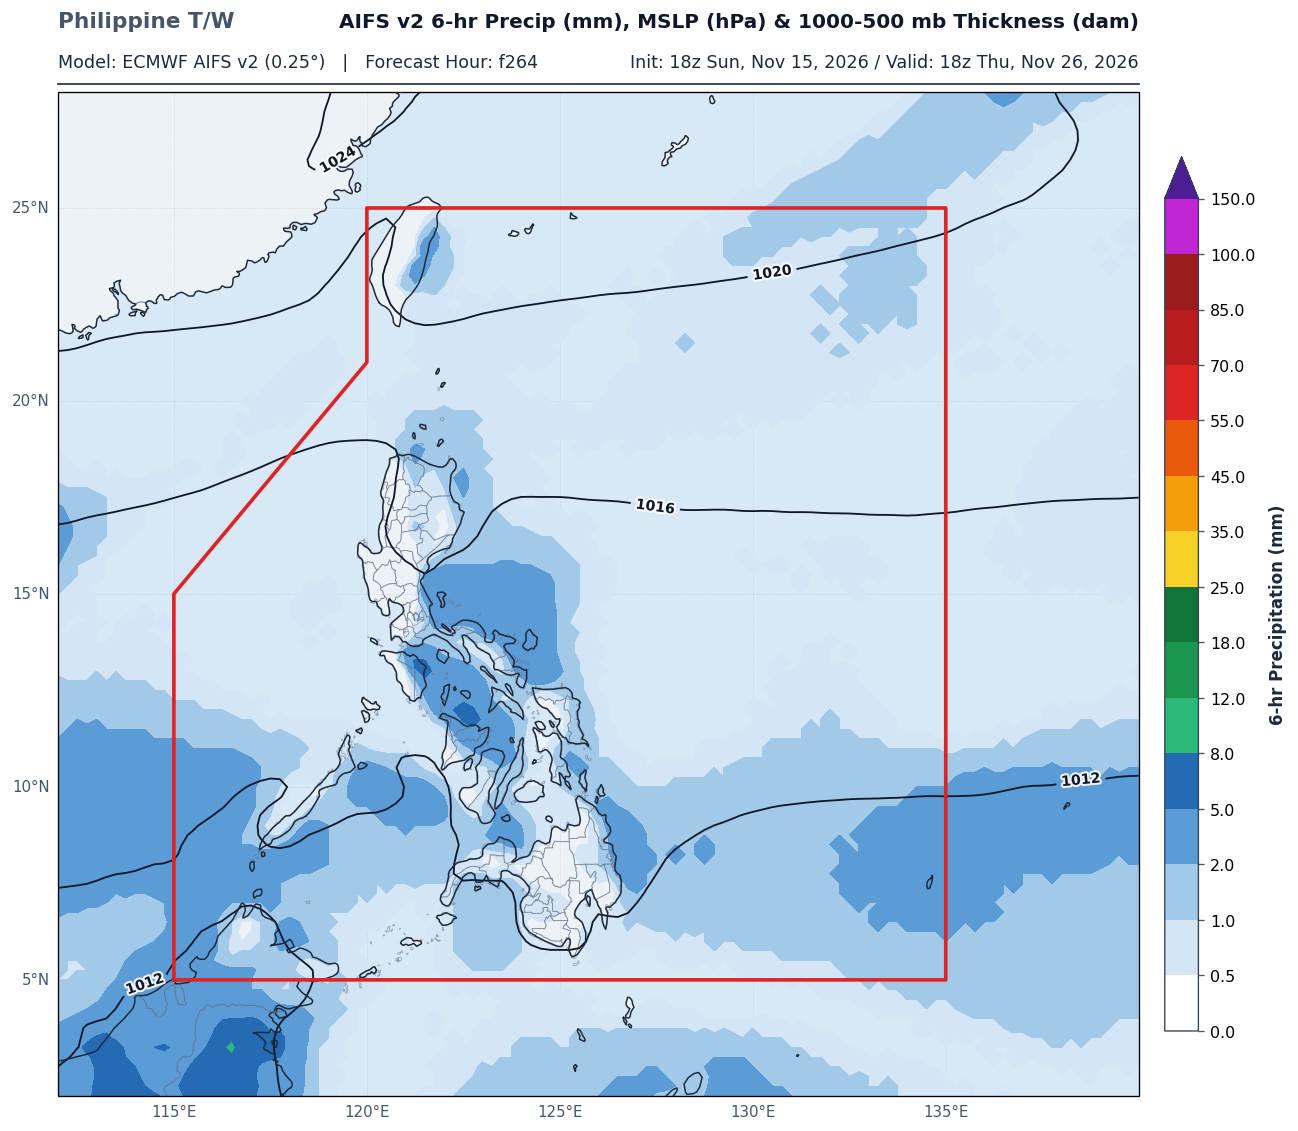 Philippine T/W
AIFS v2 6-hr Precip (mm), MSLP (hPa) & 1000-500 mb Thickness (dam)
Model: ECMWF AIFS v2 (0.25°) | Forecast Hour: f264
Init: 18z Sun, Nov 15, 2026 / Valid: 18z Thu, Nov 26, 2026
1024
1020
1016
1012
1012
25°N
20°N
15°N
10°N
5°N
115°E
120°E
125°E
130°E
135°E
150.0
100.0
85.0
70.0
55.0
45.0
35.0
25.0
18.0
12.0
8.0
5.0
2.0
1.0
0.5
0.0
6-hr Precipitation (mm)